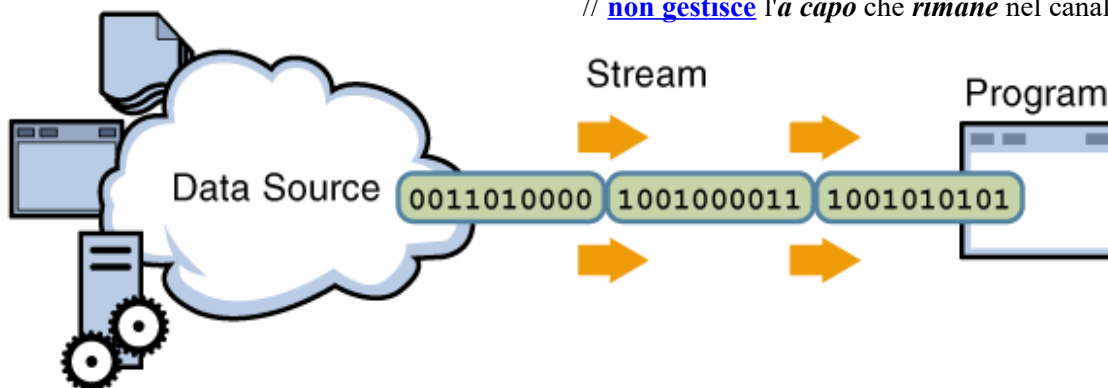 // non gestisce l'a capo che rimane nel canal
Stream
Program
Data Source
0011010000 1001000011 1001010101